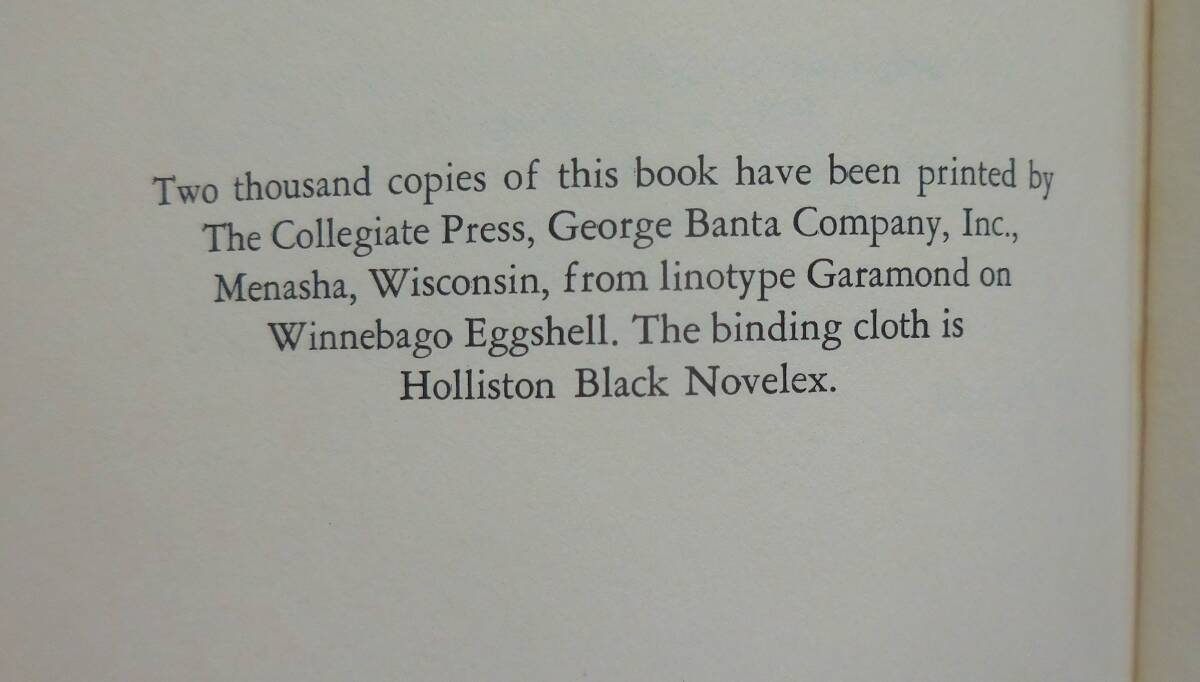 Two thousand copies of this book have been printed by
The Collegiate Press, George Banta Company, Inc.,
Menasha, Wisconsin, from linotype Garamond on
Winnebago Eggshell. The binding cloth is
Holliston Black Novelex.